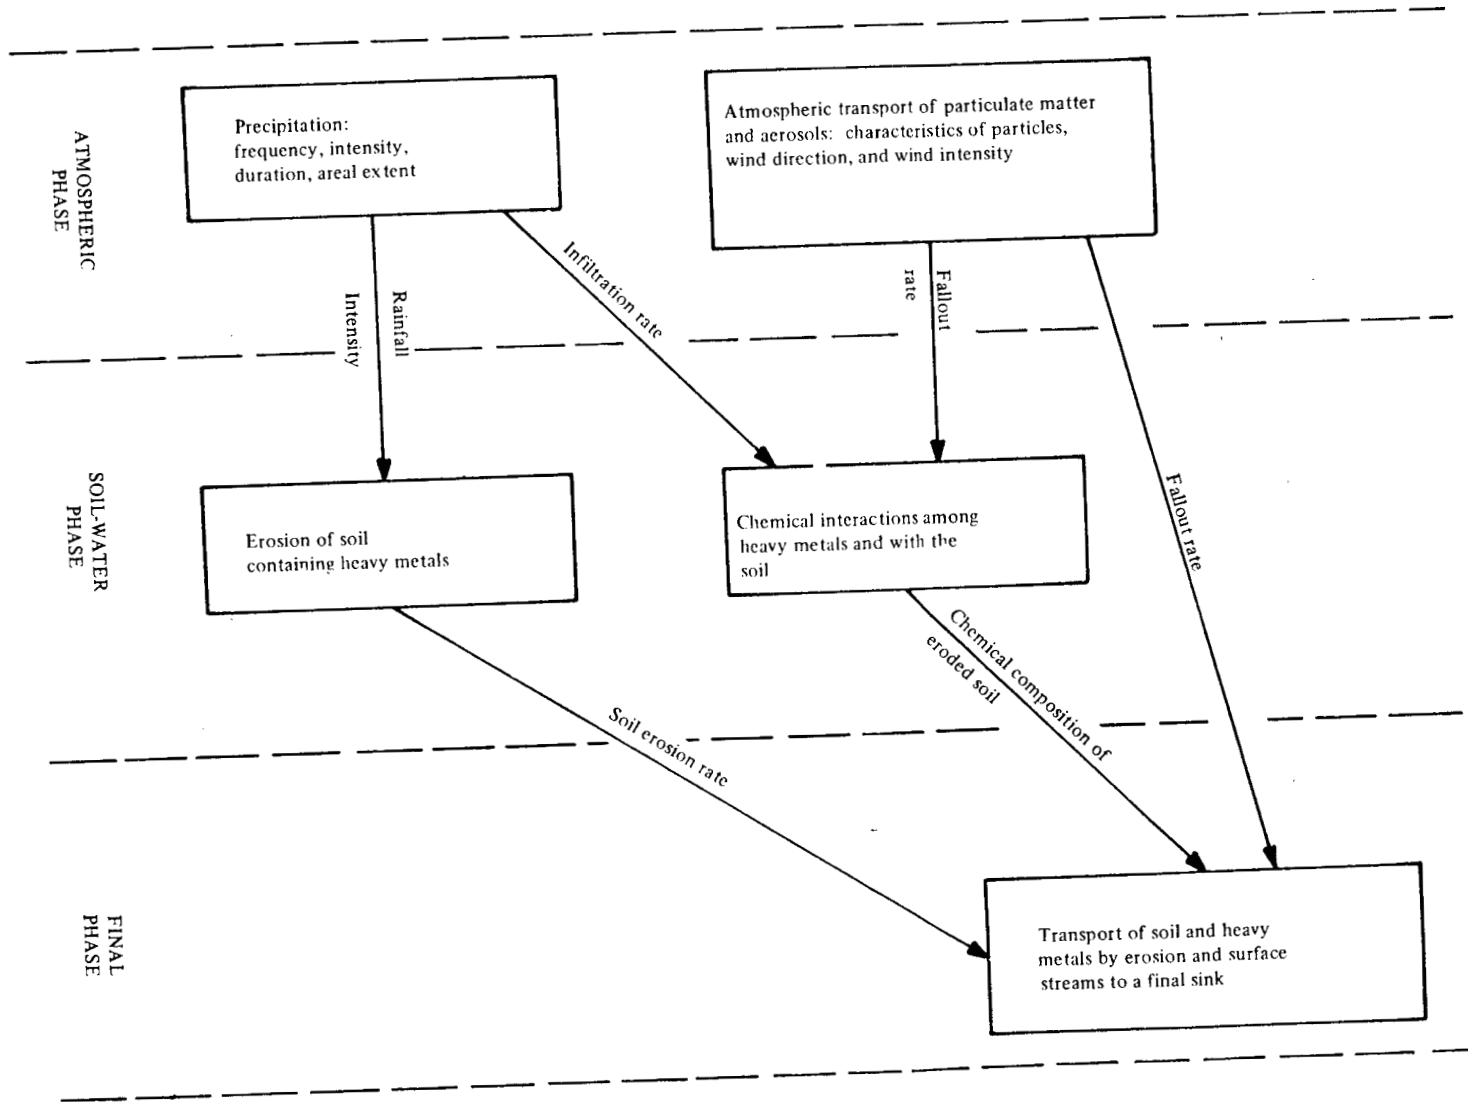 ATMOSPHERIC
PHASE
Precipitation:
frequency, intensity,
duration, areal extent
Atmospheric transport of particulate matter
and aerosols: characteristics of particles,
wind direction, and wind intensity
Rainfall
Intensity
Infiltration rate
Fallout
rate
Fallout rate
SOIL-WATER
PHASE
Erosion of soil
containing heavy metals
Chemical interactions among
heavy metals and with the
soil
Soil erosion rate
Chemical composition of
eroded soil
FINAL
PHASE
Transport of soil and heavy
metals by erosion and surface
streams to a final sink